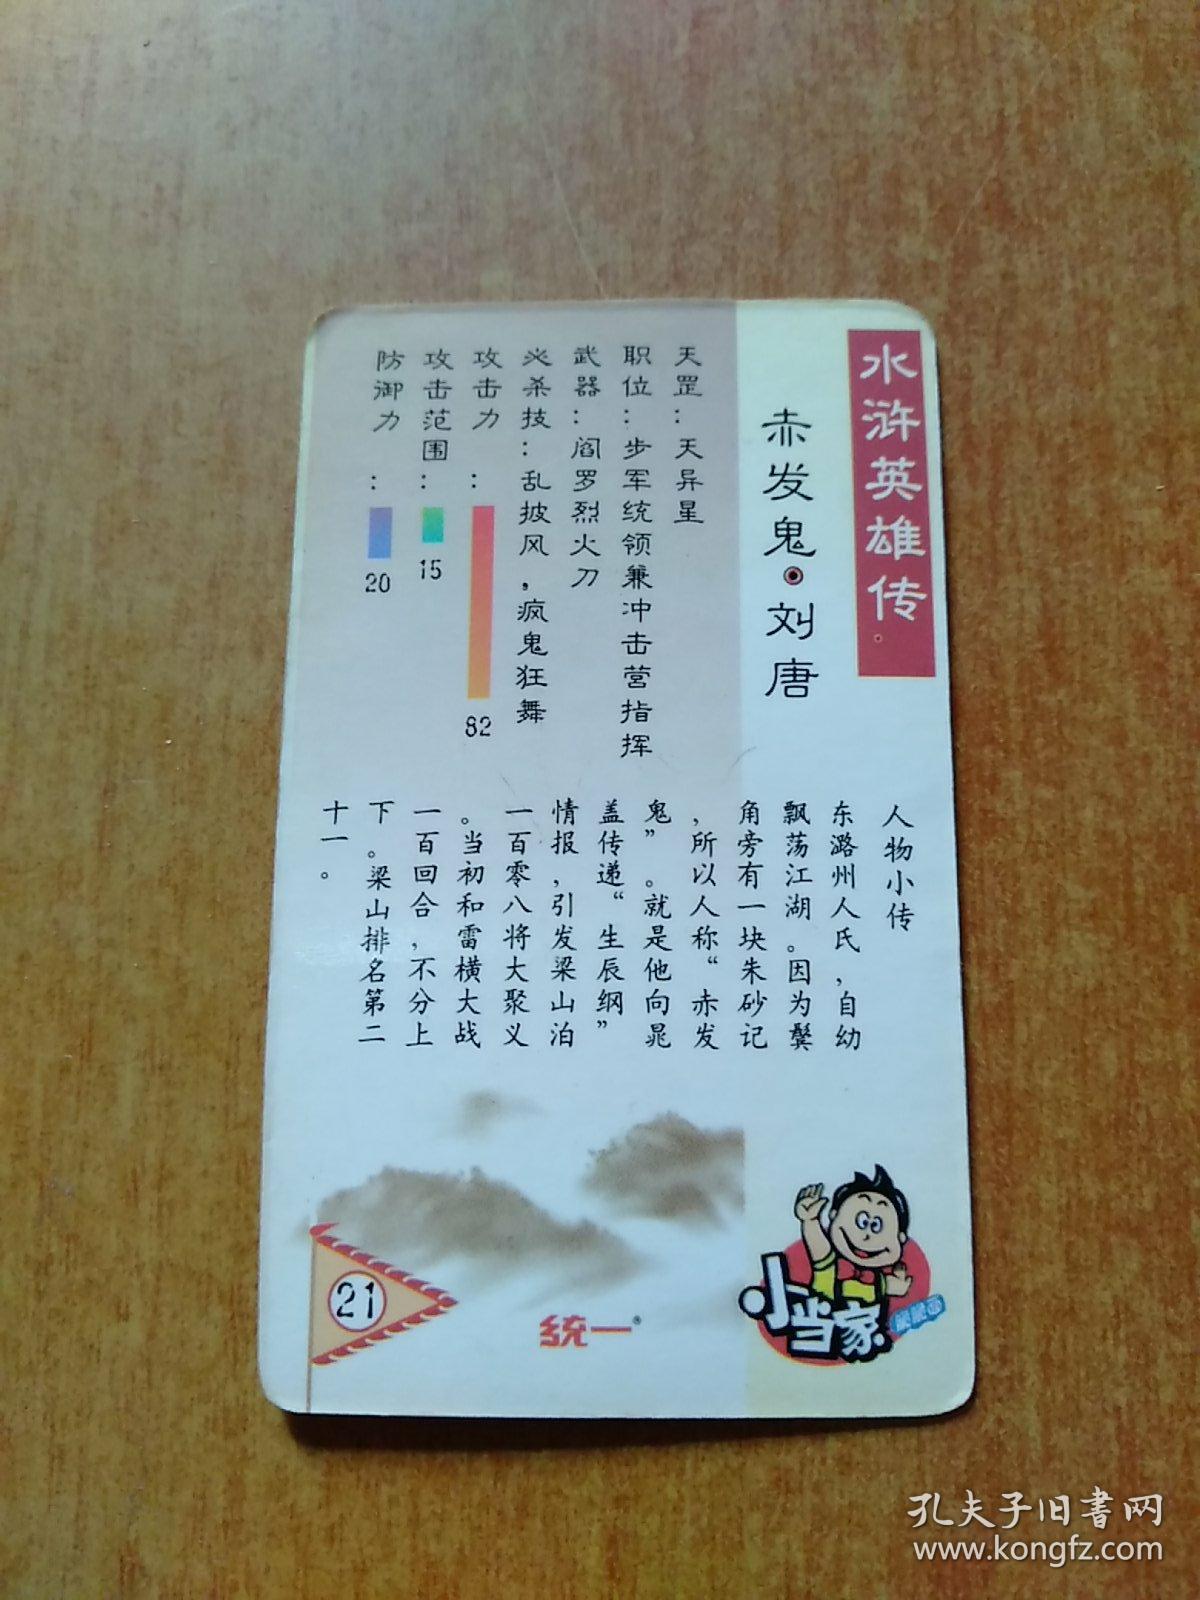 水浒英雄传
赤发鬼·刘唐
天罡：天异星
职位：步军统领兼冲击营指挥
武器：阎罗烈火刀
必杀技：乱披风，疯鬼狂舞
攻击力：82
攻击范围：15
防御力：20
人物小传
东潞州人氏，自幼
飘荡江湖。因为鬓
角旁有一块朱砂记
，所以人称“赤发
鬼”。就是他向晁
盖传递“生辰纲”
情报，引发梁山泊
一百零八将大聚义
。当初和雷横大战
一百回合，不分上
下。梁山排名第二
十一。
21
统一®
小当家
脆脆面
孔夫子旧书网
www.kongfz.com